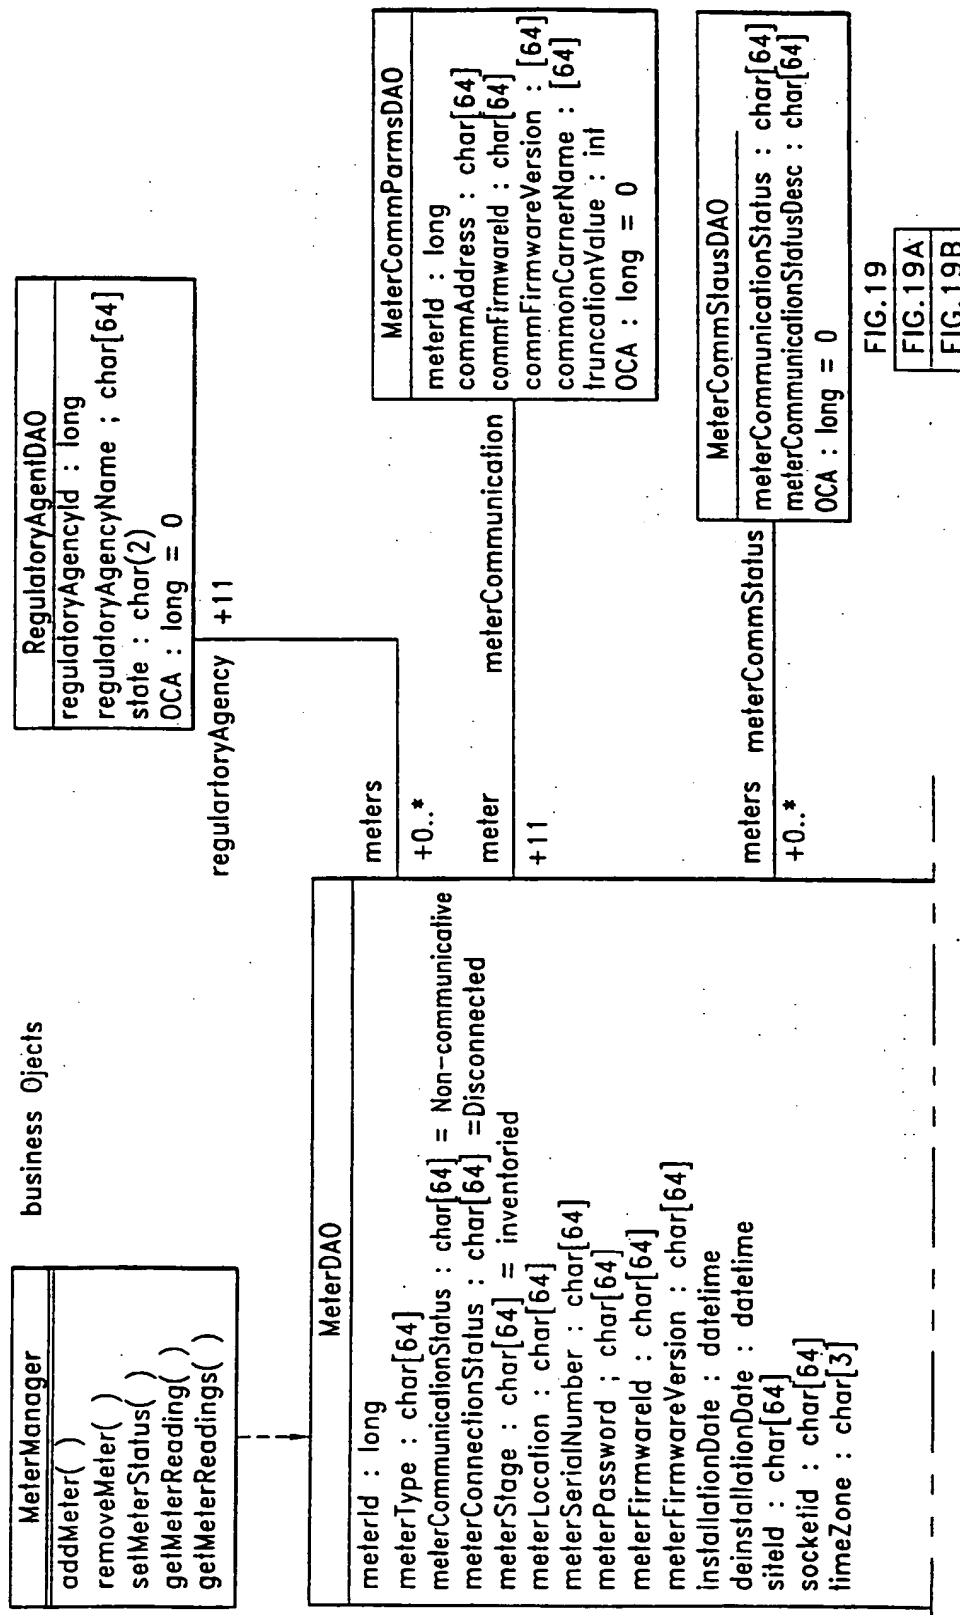 business Ojects
MeterManager
addMeter( )
removeMeter( )
setMeterStatus( )
getMeterReading( )
getMeterReadings( )
MeterDAO
meterId : long
meterType : char[64]
meterCommunicationStatus : char[64] = Non-communicative
meterConnectionStatus : char[64] =Disconnected
meterStage : char[64] = inventoried
meterLocation : char[64]
meterSerialNumber : char[64]
meterPassword ; char[64]
meterFirmwareId : char[64]
meterFirmwareVersion : char[64]
installationDate : datetime
deinstallationDate : datetime
siteId : char[64]
socketid : char[64]
timeZone : char[3]
RegulatoryAgentDAO
regulatoryAgencyId : long
regulatoryAgencyName ; char[64]
state : char(2)
OCA : long = 0
regulartoryAgency
+11
meters
+0..*
MeterCommParmsDAO
meterId : long
commAddress : char[64]
commFirmwareId : char[64]
commFirmwareVersion : [64]
commonCarnerName : [64]
truncationValue : int
OCA : long = 0
meter
meterCommunication
+11
MeterCommStausDAO
meterCommunicationStatus : char[64]
meterCommunicationStatusDesc : char[64]
OCA : long = 0
meters
meterCommStatus
+0..*
FIG.19
FIG.19A
FIG.19B